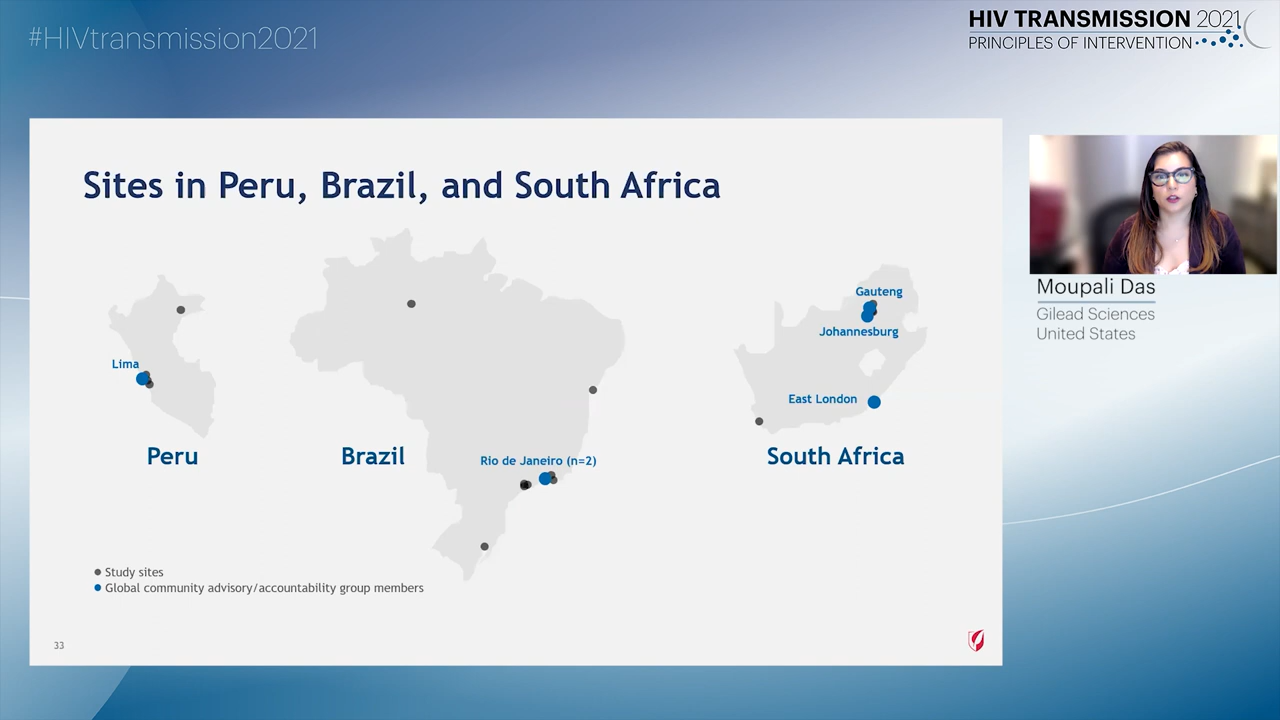 #HIVtransmission2021
HIV TRANSMISSION 2021
PRINCIPLES OF INTERVENTION
Sites in Peru, Brazil, and South Africa
Lima
Peru
Brazil
Rio de Janeiro (n=2)
Gauteng
Johannesburg
East London
South Africa
Study sites
Global community advisory/accountability group members
33
Moupali Das
Gilead Sciences
United States